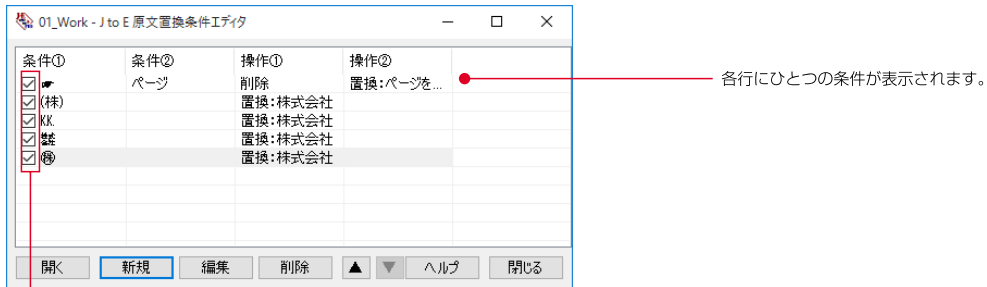 01_Work - J to E 原文置換条件エディタ
条件① 条件② 操作① 操作②
☛ ページ 削除 置換：ページを...
(株) 置換：株式会社
KK. 置換：株式会社
㍿ 置換：株式会社
㊑ 置換：株式会社
各行にひとつの条件が表示されます。
開く 新規 編集 削除 ▲ ▼ ヘルプ 閉じる